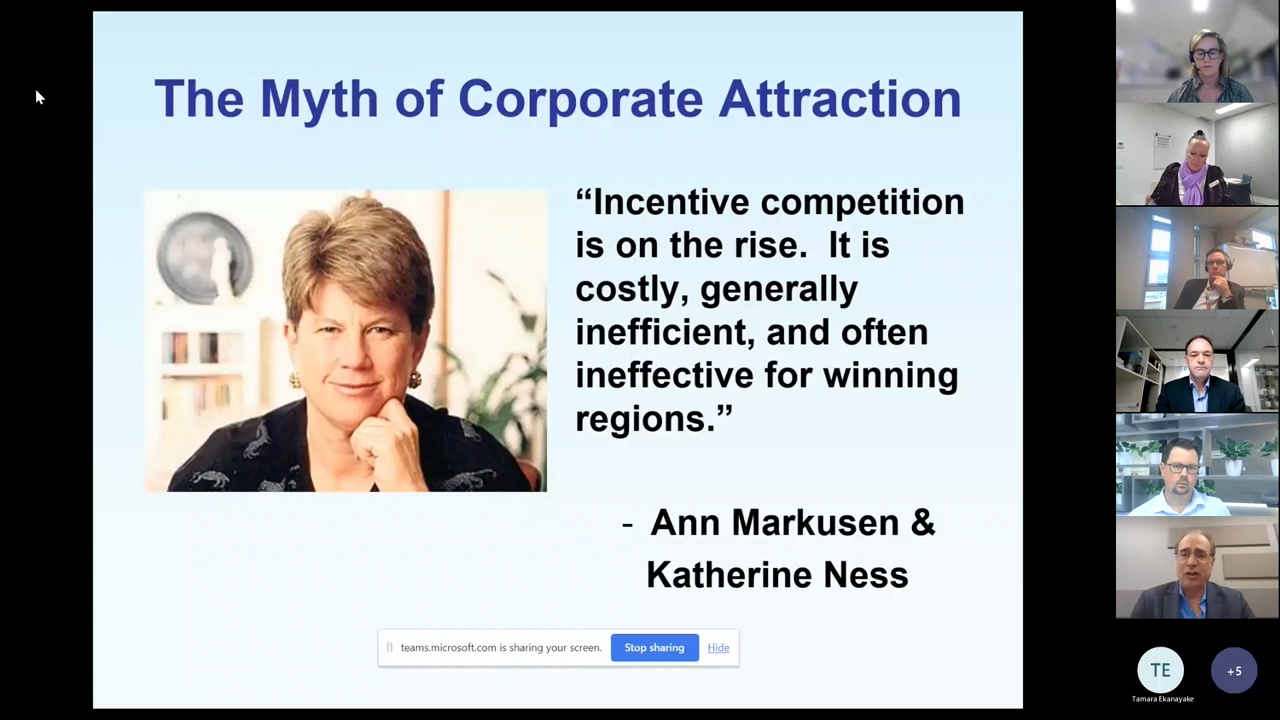 The Myth of Corporate Attraction
“Incentive competition
is on the rise.  It is
costly, generally
inefficient, and often
ineffective for winning
regions.”
- Ann Markusen &
Katherine Ness
teams.microsoft.com is sharing your screen. Stop sharing Hide
TE
+5
Tamara Ekanayake